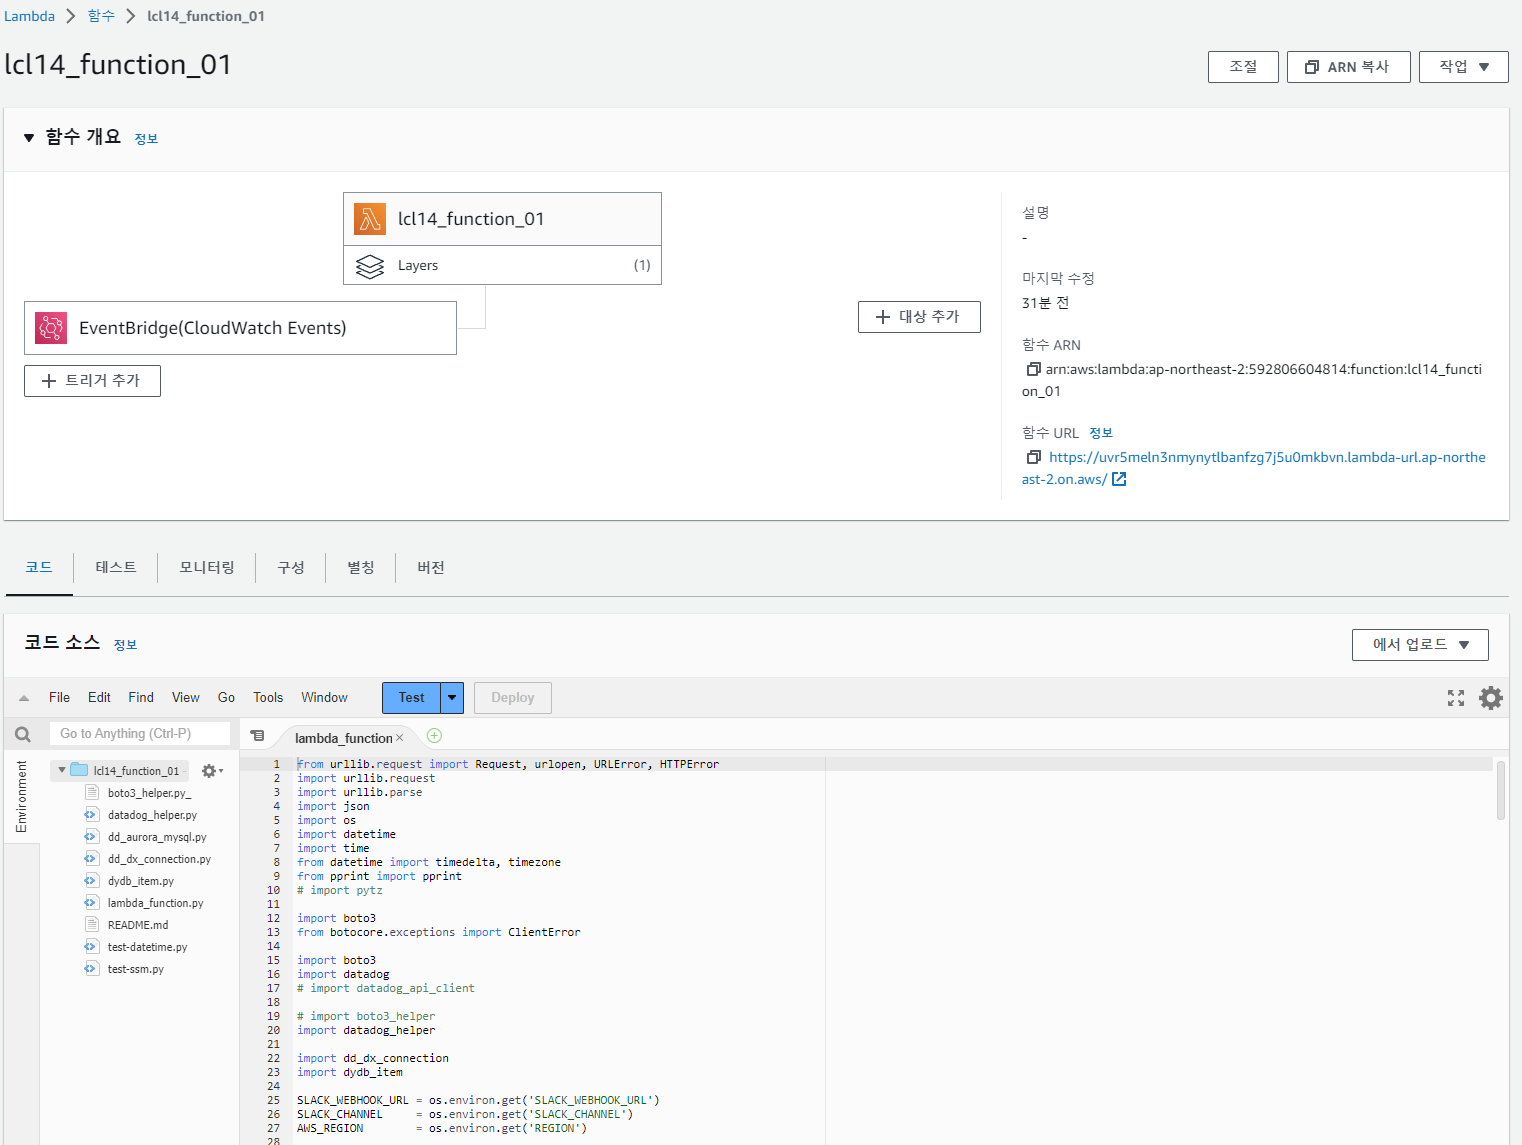 Lambda > 함수 > lcl14_function_01
lcl14_function_01
조절
ARN 복사
작업
함수 개요 정보
lcl14_function_01
Layers (1)
EventBridge(CloudWatch Events)
트리거 추가
대상 추가
설명
-
마지막 수정
31분 전
함수 ARN
arn:aws:lambda:ap-northeast-2:592806604814:function:lcl14_functi
on_01
함수 URL 정보
https://uvr5meln3nmynytlbanfzg7j5u0mkbvn.lambda-url.ap-northe
ast-2.on.aws/
코드 테스트 모니터링 구성 별칭 버전
코드 소스 정보
에서 업로드
File Edit Find View Go Tools Window Test Deploy
Go to Anything (Ctrl-P)
Environment
lcl14_function_01 -
boto3_helper.py_
datadog_helper.py
dd_aurora_mysql.py
dd_dx_connection.py
dydb_item.py
lambda_function.py
README.md
test-datetime.py
test-ssm.py
lambda_function ×
1 from urllib.request import Request, urlopen, URLError, HTTPError
2 import urllib.request
3 import urllib.parse
4 import json
5 import os
6 import datetime
7 import time
8 from datetime import timedelta, timezone
9 from pprint import pprint
10 # import pytz
11
12 import boto3
13 from botocore.exceptions import ClientError
14
15 import boto3
16 import datadog
17 # import datadog_api_client
18
19 # import boto3_helper
20 import datadog_helper
21
22 import dd_dx_connection
23 import dydb_item
24
25 SLACK_WEBHOOK_URL = os.environ.get('SLACK_WEBHOOK_URL')
26 SLACK_CHANNEL = os.environ.get('SLACK_CHANNEL')
27 AWS_REGION = os.environ.get('REGION')
28